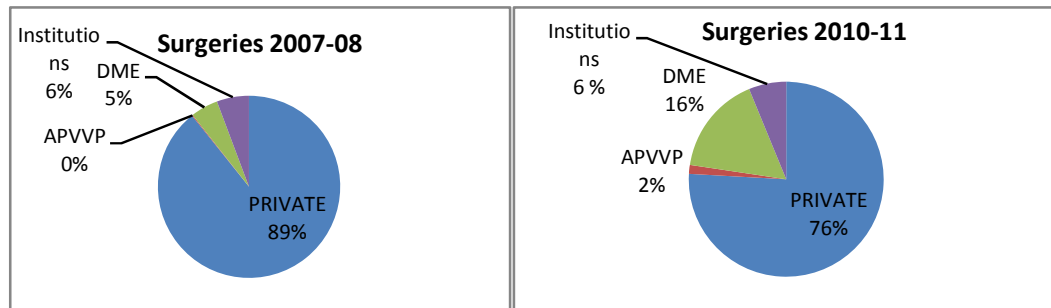 Surgeries 2007-08
Institutio
ns
6%
DME
5%
APVVP
0%
PRIVATE
89%
Surgeries 2010-11
Institutio
ns
6 %
DME
16%
APVVP
2%
PRIVATE
76%